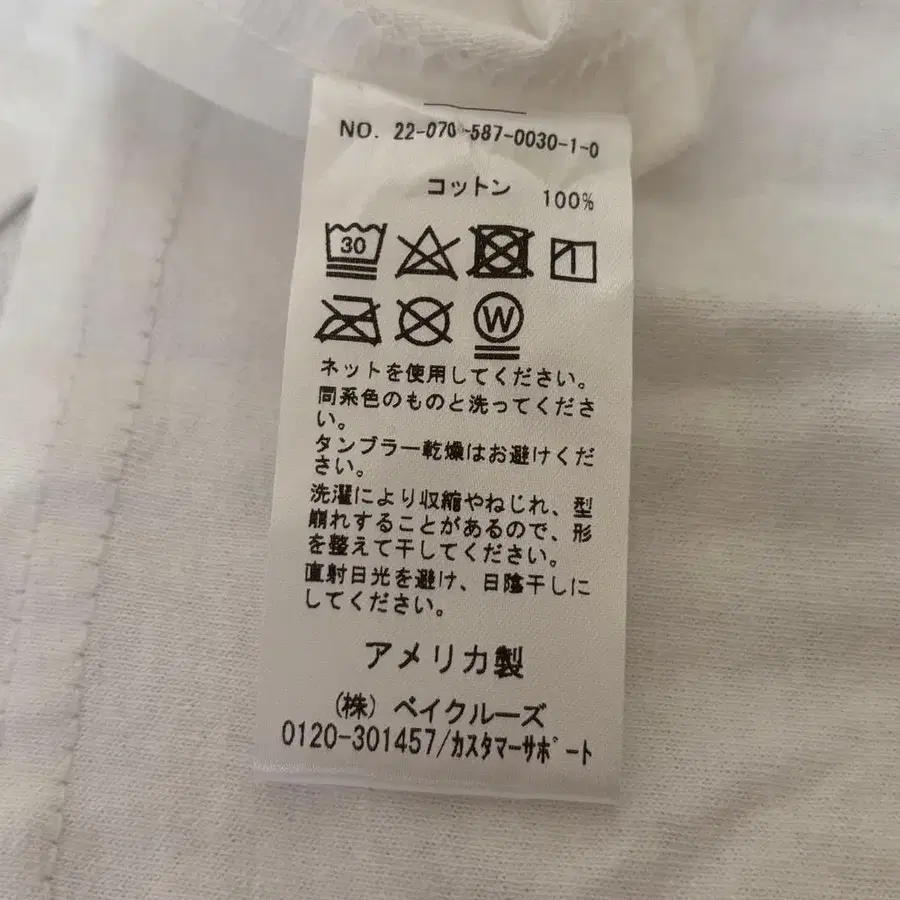 NO. 22-070-587-0030-1-0
コットン 100%
30
W
ネットを使用してください。
同系色のものと洗ってくださ
い。
タンブラー乾燥はお避けくだ
さい。
洗濯により収縮やねじれ、型
崩れすることがあるので、形
を整えて干してください。
直射日光を避け、日陰干しに
してください。
アメリカ製
(株) ベイクルーズ
0120-301457/カスタマーサポート